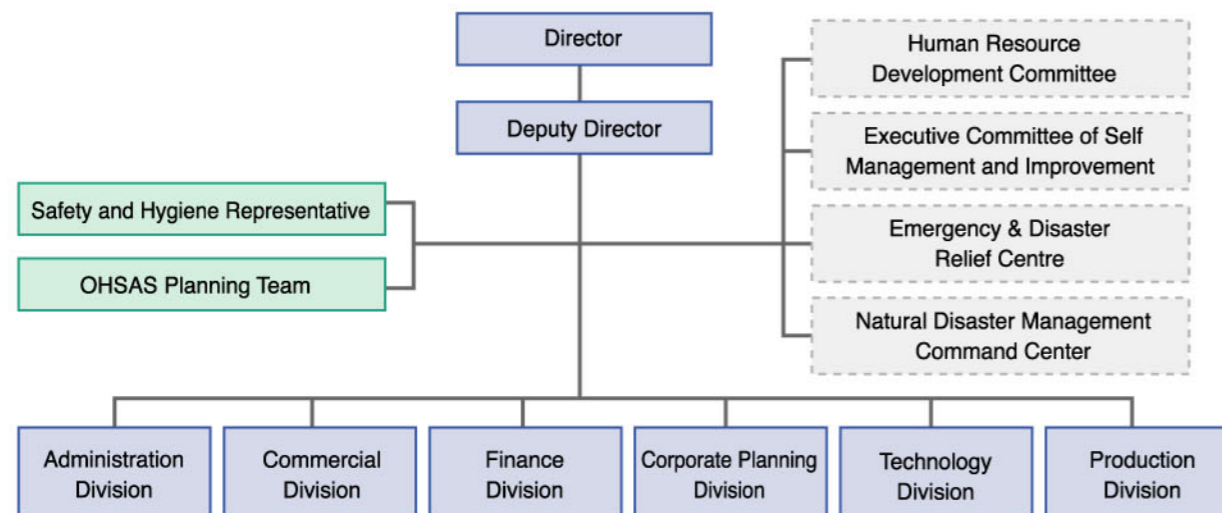 Director
Deputy Director
Human Resource
Development Committee
Executive Committee of Self
Management and Improvement
Emergency & Disaster
Relief Centre
Natural Disaster Management
Command Center
Safety and Hygiene Representative
OHSAS Planning Team
Administration
Division
Commercial
Division
Finance
Division
Corporate Planning
Division
Technology
Division
Production
Division